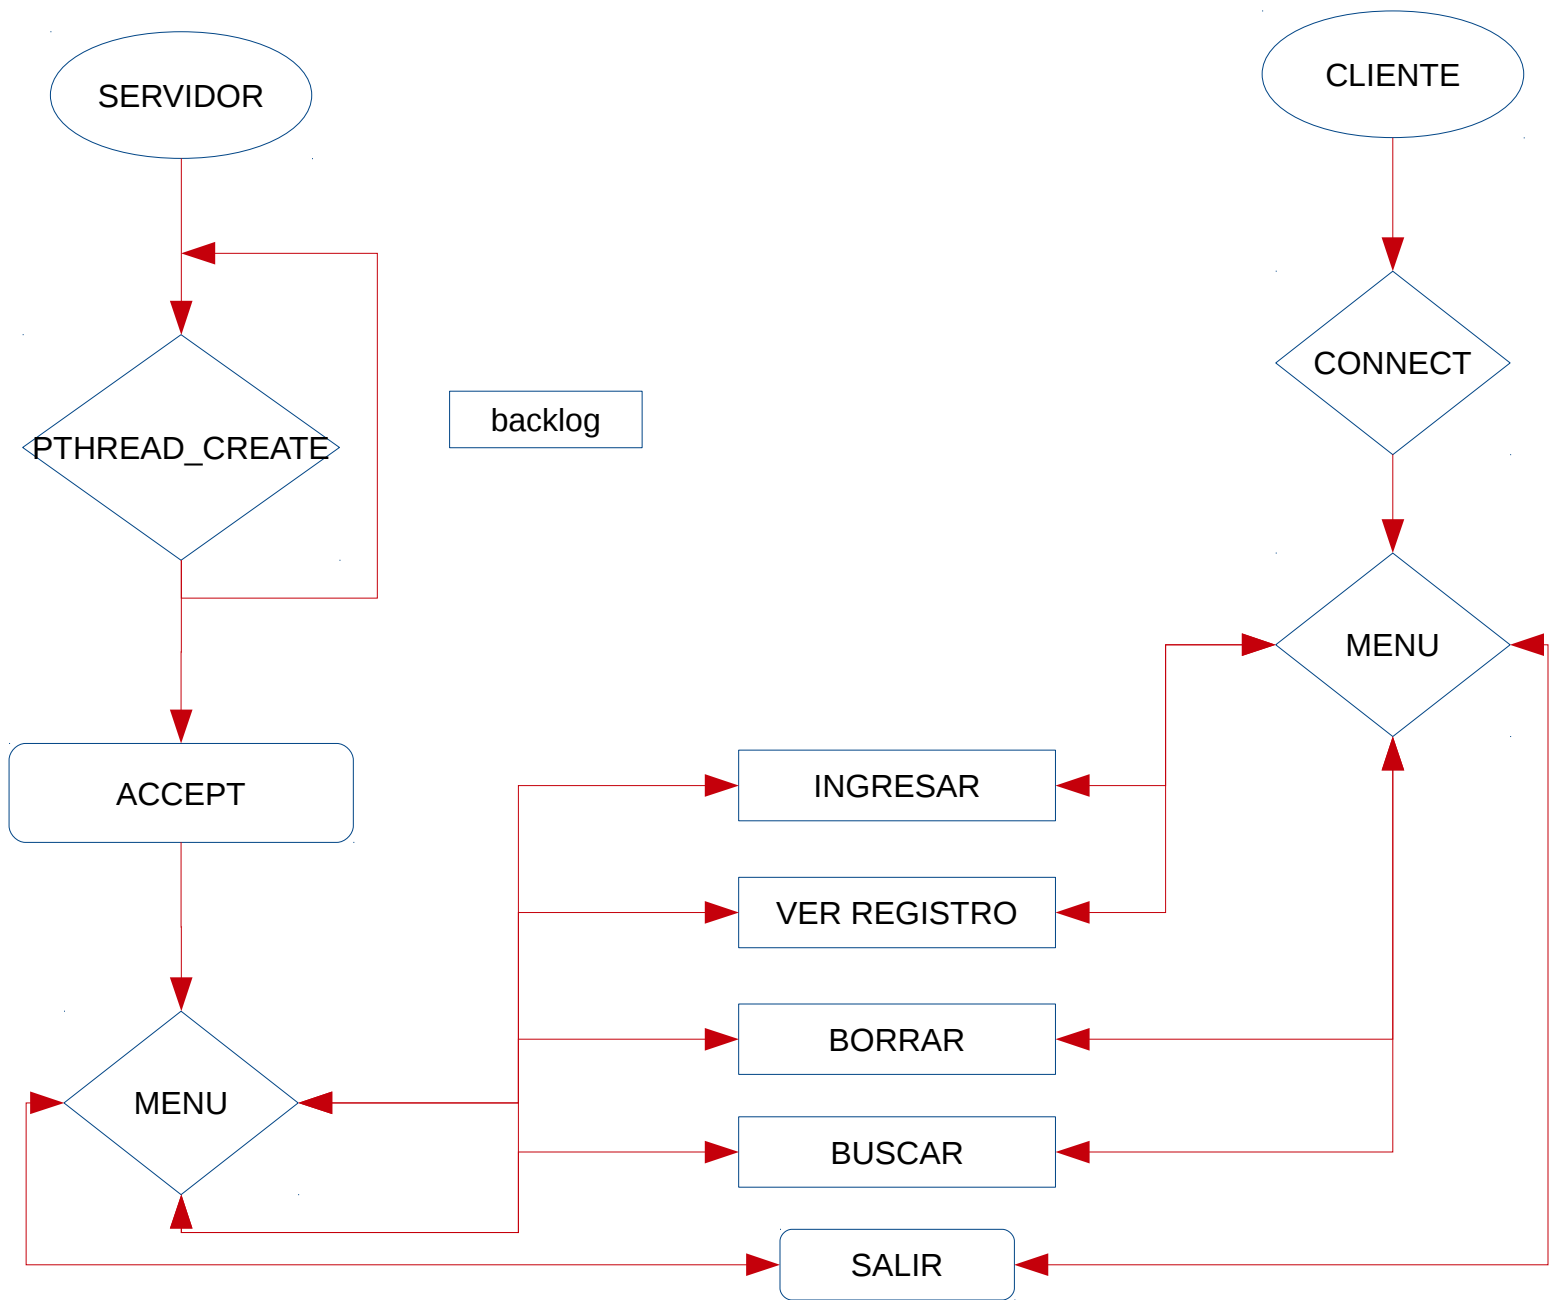 SERVIDOR
CLIENTE
PTHREAD_CREATE
backlog
CONNECT
MENU
ACCEPT
INGRESAR
VER REGISTRO
BORRAR
MENU
BUSCAR
SALIR